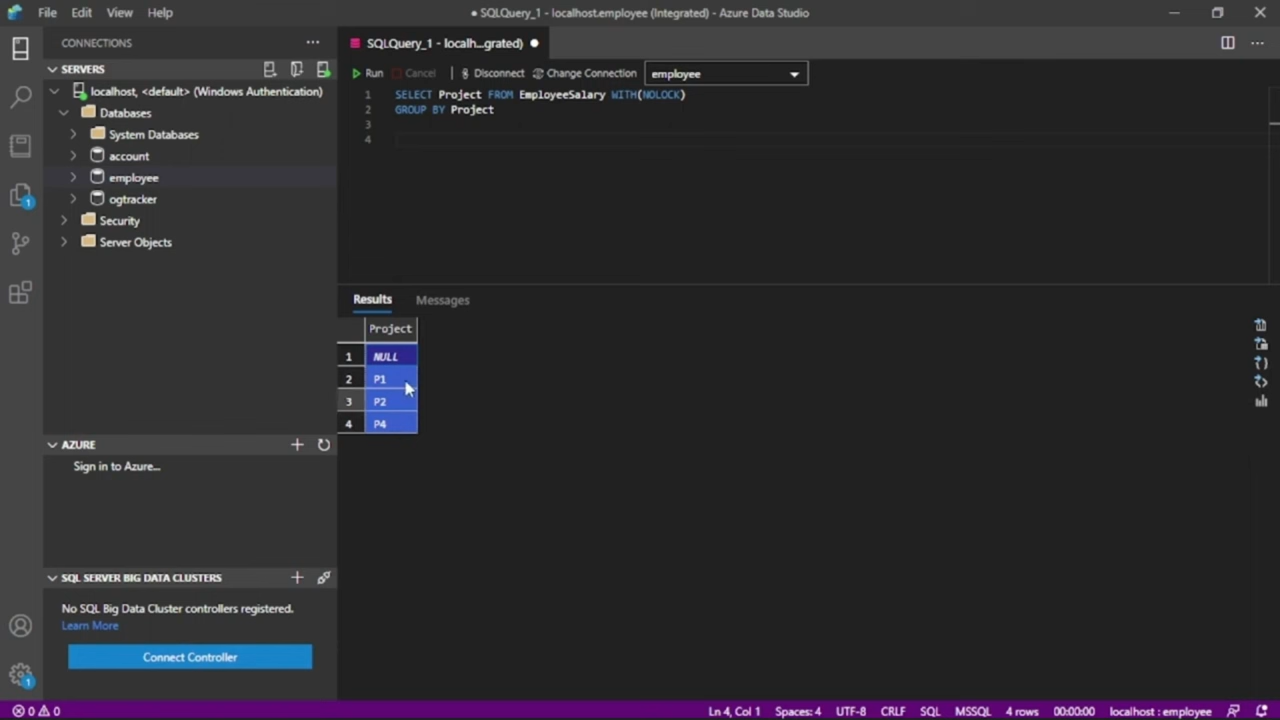 File Edit View Help
● SQLQuery_1 - localhost.employee (Integrated) - Azure Data Studio
CONNECTIONS
SERVERS
localhost, <default> (Windows Authentication)
Databases
System Databases
account
employee
ogtracker
Security
Server Objects
AZURE
Sign in to Azure...
SQL SERVER BIG DATA CLUSTERS
No SQL Big Data Cluster controllers registered.
Learn More
Connect Controller
SQLQuery_1 - localh...grated) ●
Run Cancel Disconnect Change Connection employee
1 SELECT Project FROM EmployeeSalary WITH(NOLOCK)
2 GROUP BY Project
3
4
Results Messages
Project
1 NULL
2 P1
3 P2
4 P4
1
1
0 0 Ln 4, Col 1 Spaces: 4 UTF-8 CRLF SQL MSSQL 4 rows 00:00:00 localhost : employee